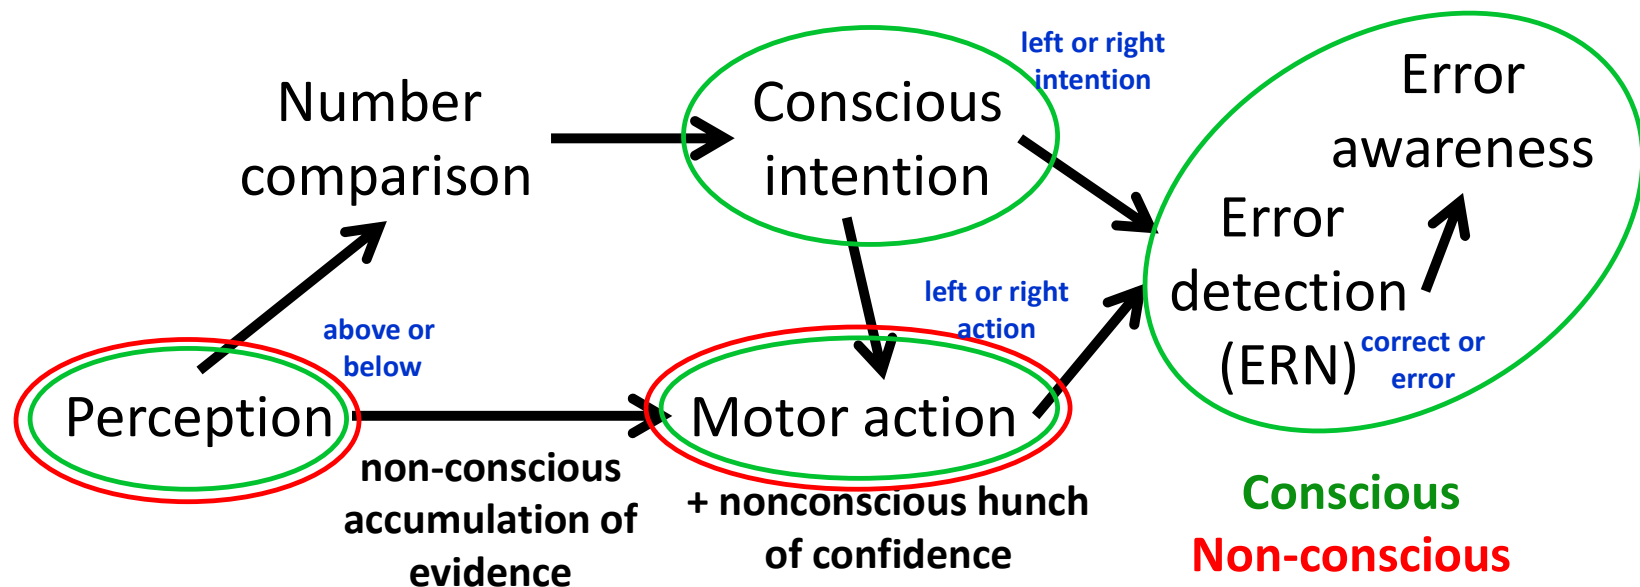 Number
comparison
Conscious
intention
left or right
intention
Error
awareness
Error
detection
(ERN)
correct or
error
above or
below
left or right
action
Perception
Motor action
non-conscious
accumulation of
evidence
+ nonconscious hunch
of confidence
Conscious
Non-conscious